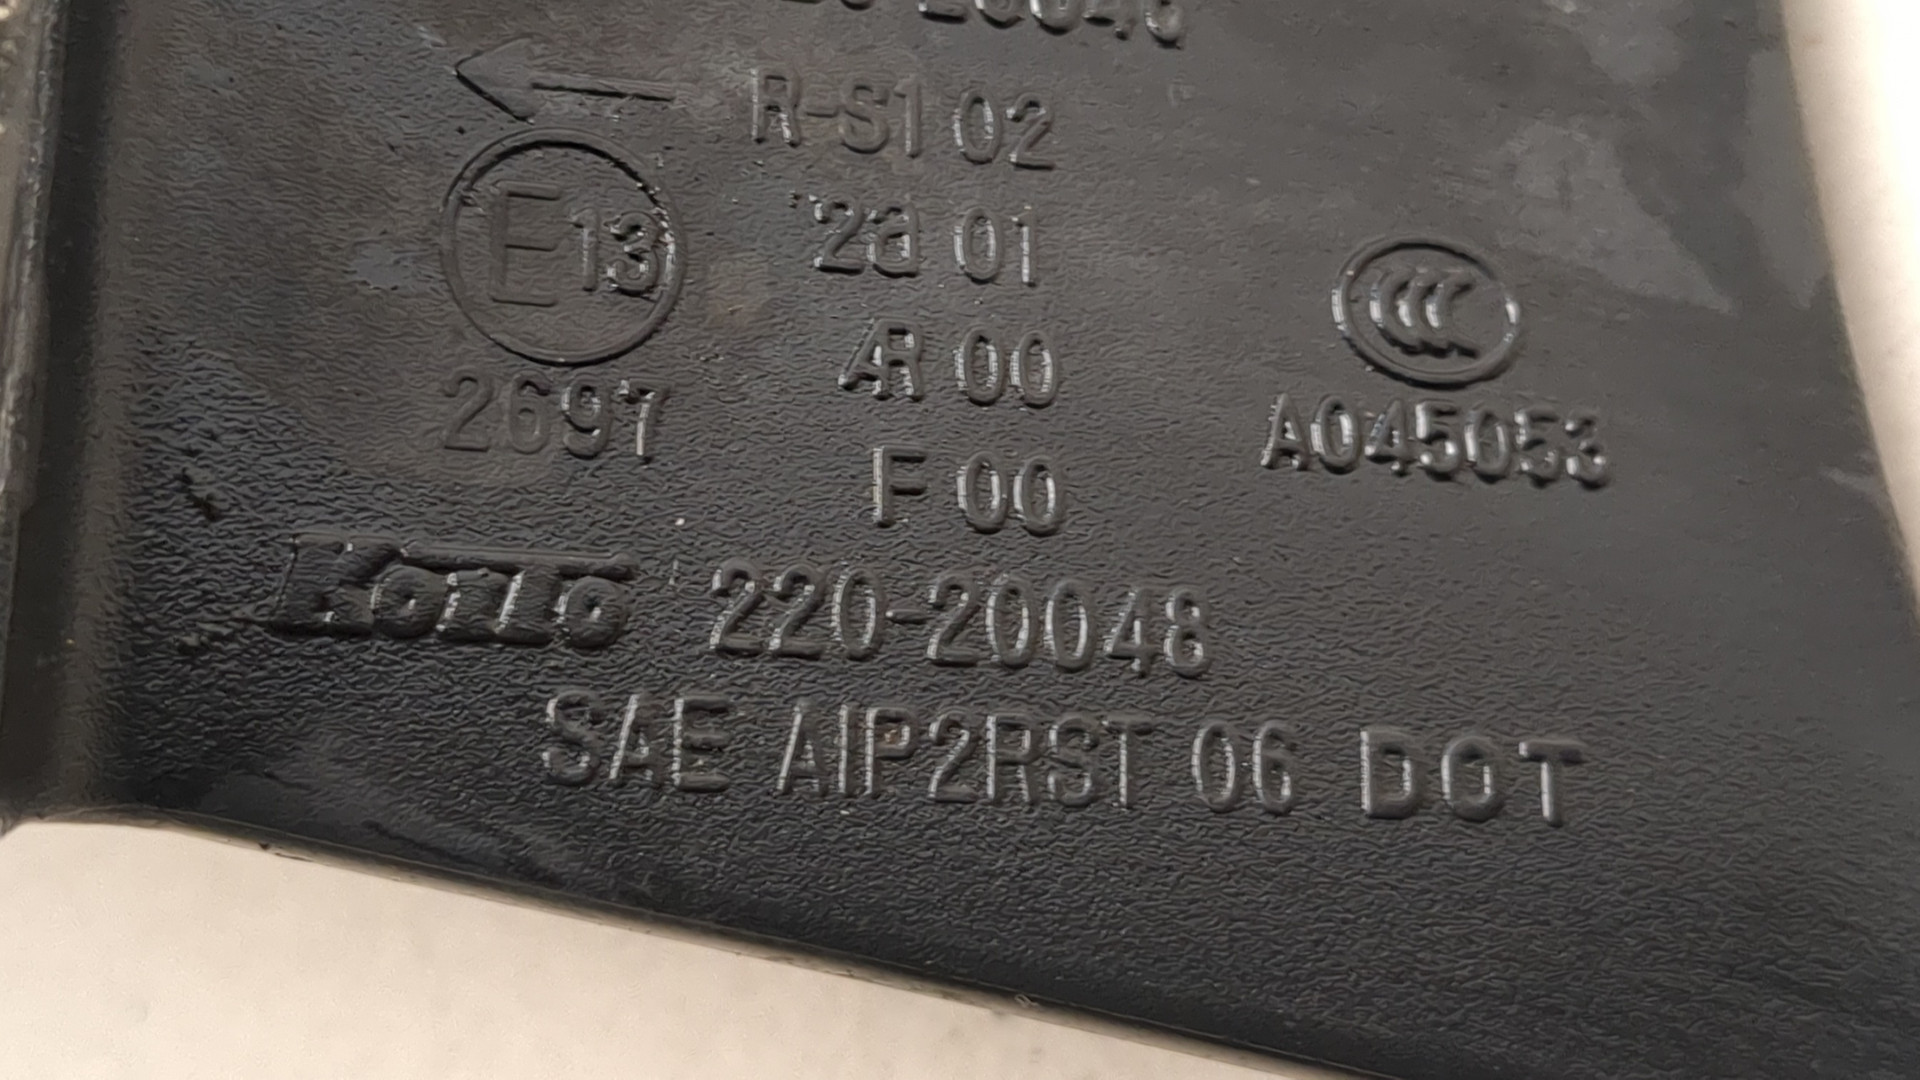 R-S1 02
E13
2a 01
AR 00
2697
F 00
A045053
Koito 220-20048
SAE AIP2RST 06 DOT